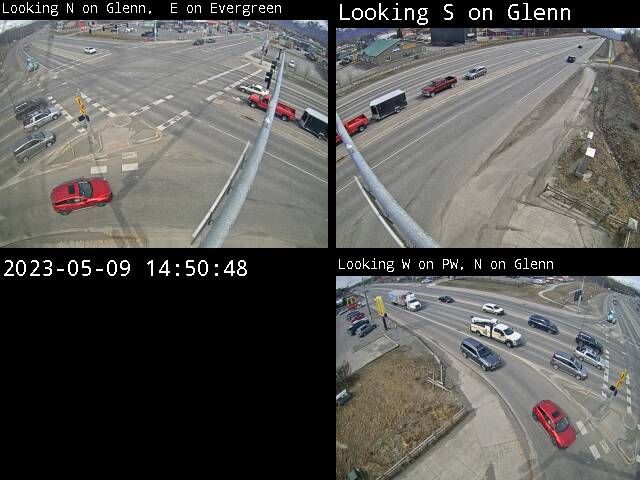 Looking N on Glenn,  E on Evergreen
Looking S on Glenn
2023-05-09 14:50:48
Looking W on PW, N on Glenn